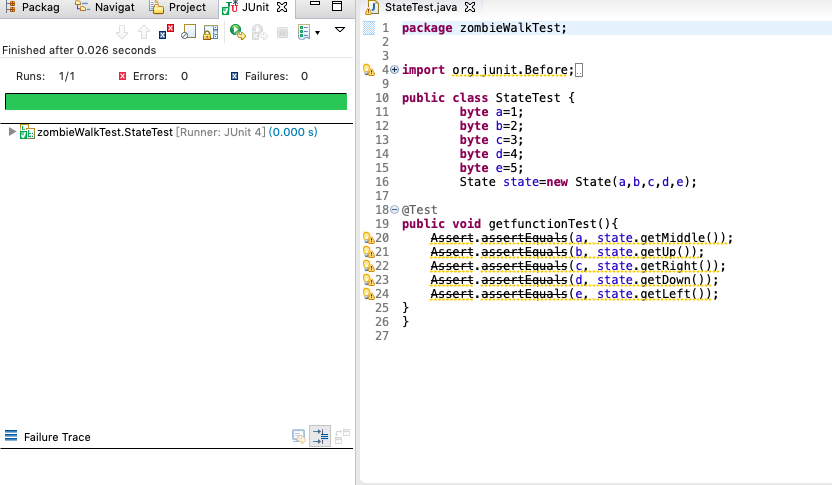 Packag Navigat Project JUnit
Finished after 0.026 seconds
Runs: 1/1 Errors: 0 Failures: 0
zombieWalkTest.StateTest [Runner: JUnit 4] (0.000 s)
Failure Trace
StateTest.java
1 package zombieWalkTest;
2
3
4 import org.junit.Before;
9
10 public class StateTest {
11 byte a=1;
12 byte b=2;
13 byte c=3;
14 byte d=4;
15 byte e=5;
16 State state=new State(a,b,c,d,e);
17
18 @Test
19 public void getfunctionTest(){
20 Assert.assertEquals(a, state.getMiddle());
21 Assert.assertEquals(b, state.getUp());
22 Assert.assertEquals(c, state.getRight());
23 Assert.assertEquals(d, state.getDown());
24 Assert.assertEquals(e, state.getLeft());
25 }
26 }
27